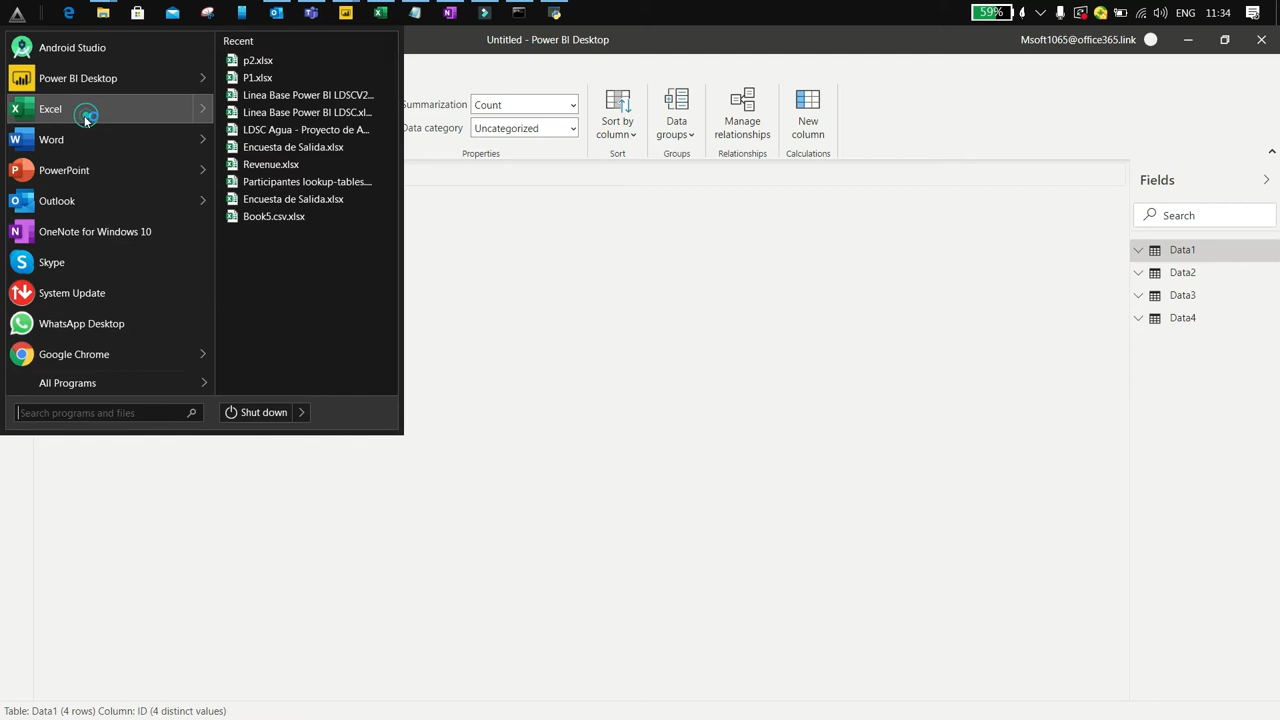 59%
ENG
11:34
Untitled - Power BI Desktop
Msoft1065@office365.link
Android Studio
Power BI Desktop
Excel
Word
PowerPoint
Outlook
OneNote for Windows 10
Skype
System Update
WhatsApp Desktop
Google Chrome
All Programs
Search programs and files
Shut down
Recent
p2.xlsx
P1.xlsx
Linea Base Power BI LDSCV2...
Linea Base Power BI LDSC.xl...
LDSC Agua - Proyecto de A...
Encuesta de Salida.xlsx
Revenue.xlsx
Participantes lookup-tables....
Encuesta de Salida.xlsx
Book5.csv.xlsx
Summarization
Count
Data category
Uncategorized
Properties
Sort by
column
Sort
Data
groups
Groups
Manage
relationships
Relationships
New
column
Calculations
Fields
Search
Data1
Data2
Data3
Data4
Table: Data1 (4 rows) Column: ID (4 distinct values)